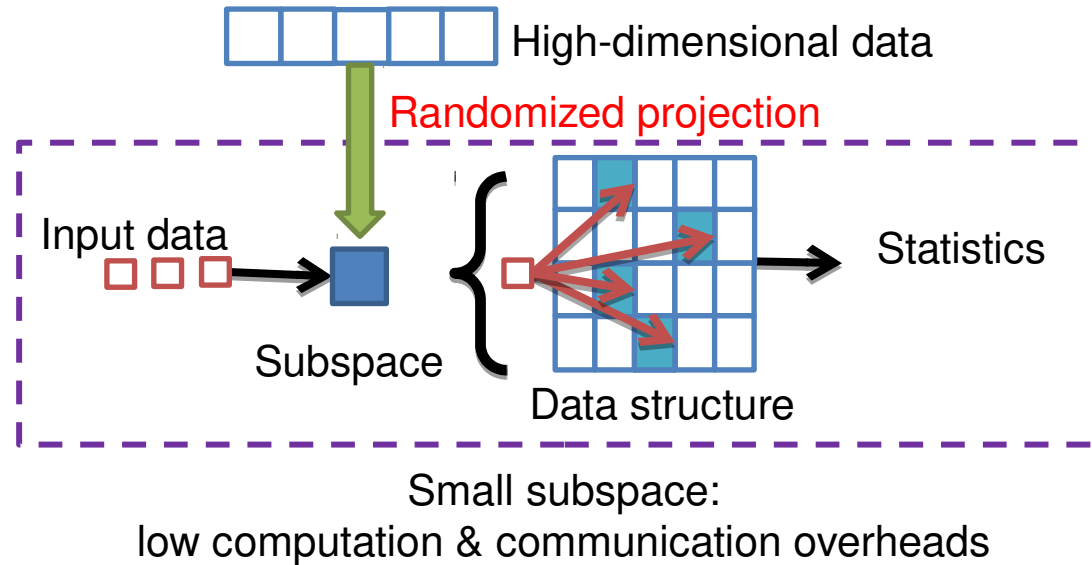 High-dimensional data
Randomized projection
Input data
Statistics
Subspace
Data structure
Small subspace:
low computation & communication overheads